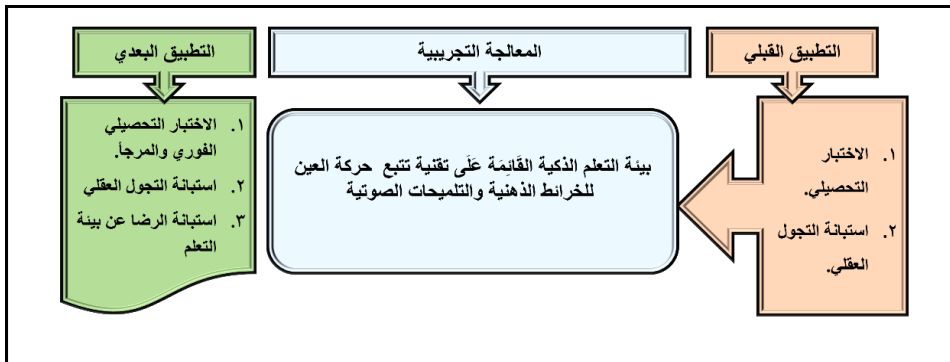 التطبيق القبلي
١. الاختبار
التحصيلي.
٢. استبانة التجول
العقلي.
المعالجة التجريبية
بيئة التعلم الذكية القَائِمَة عَلَى تقنية تتبع حركة العين
للخرائط الذهنية والتلميحات الصوتية
التطبيق البعدي
١. الاختبار التحصيلي
الفوري والمرجأ.
٢. استبانة التجول العقلي
٣. استبانة الرضا عن بيئة
التعلم